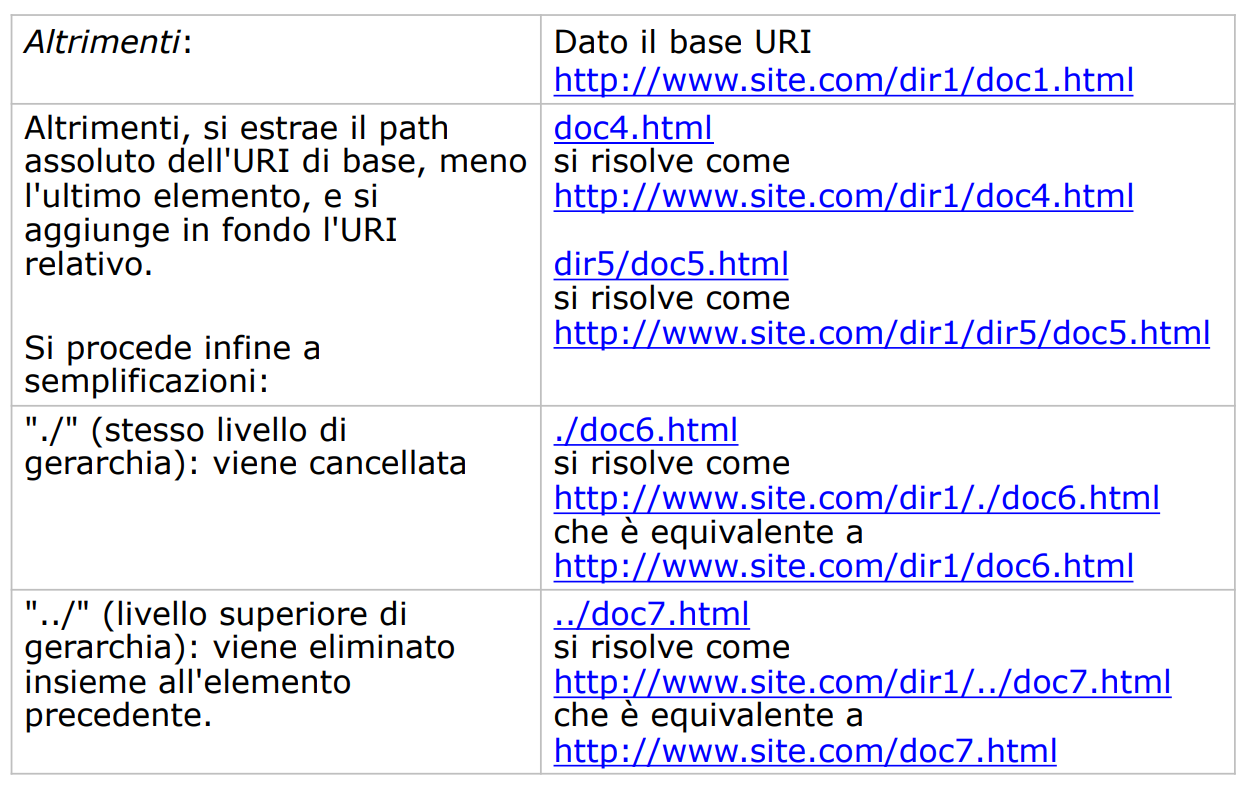 Altrimenti:
Dato il base URI
http://www.site.com/dir1/doc1.html
Altrimenti, si estrae il path
assoluto dell'URI di base, meno
l'ultimo elemento, e si
aggiunge in fondo l'URI
relativo.
Si procede infine a
semplificazioni:
doc4.html
si risolve come
http://www.site.com/dir1/doc4.html
dir5/doc5.html
si risolve come
http://www.site.com/dir1/dir5/doc5.html
"./" (stesso livello di
gerarchia): viene cancellata
./doc6.html
si risolve come
http://www.site.com/dir1/./doc6.html
che è equivalente a
http://www.site.com/dir1/doc6.html
"../" (livello superiore di
gerarchia): viene eliminato
insieme all'elemento
precedente.
../doc7.html
si risolve come
http://www.site.com/dir1/../doc7.html
che è equivalente a
http://www.site.com/doc7.html